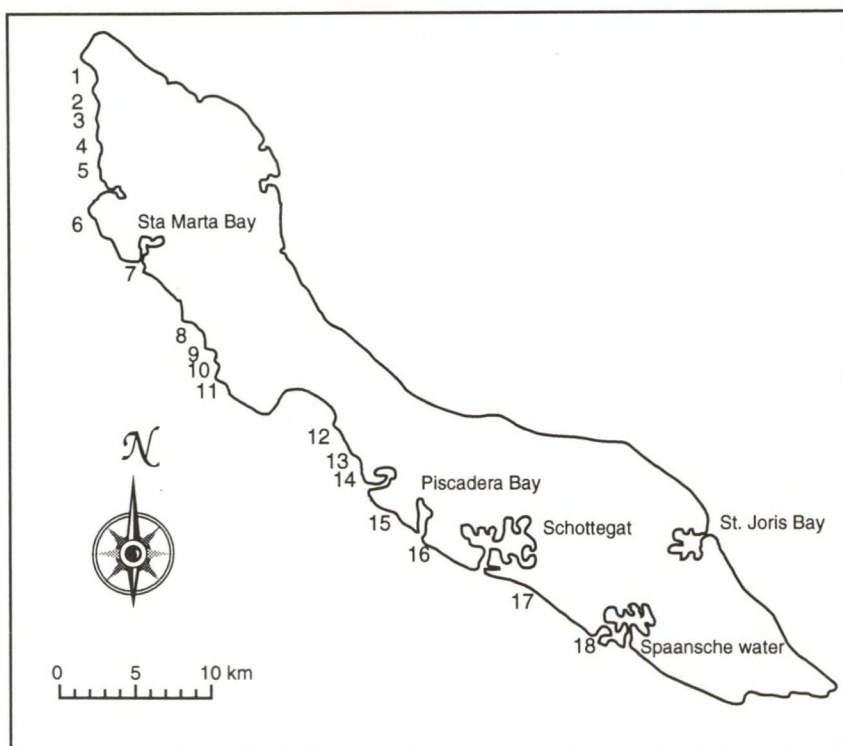 1
2
3
4
5
6
Sta Marta Bay
7
8
9
10
11
12
13
14
Piscadera Bay
15
16
Schottegat
St. Joris Bay
17
18
Spaansche water
N
0 5 10 km